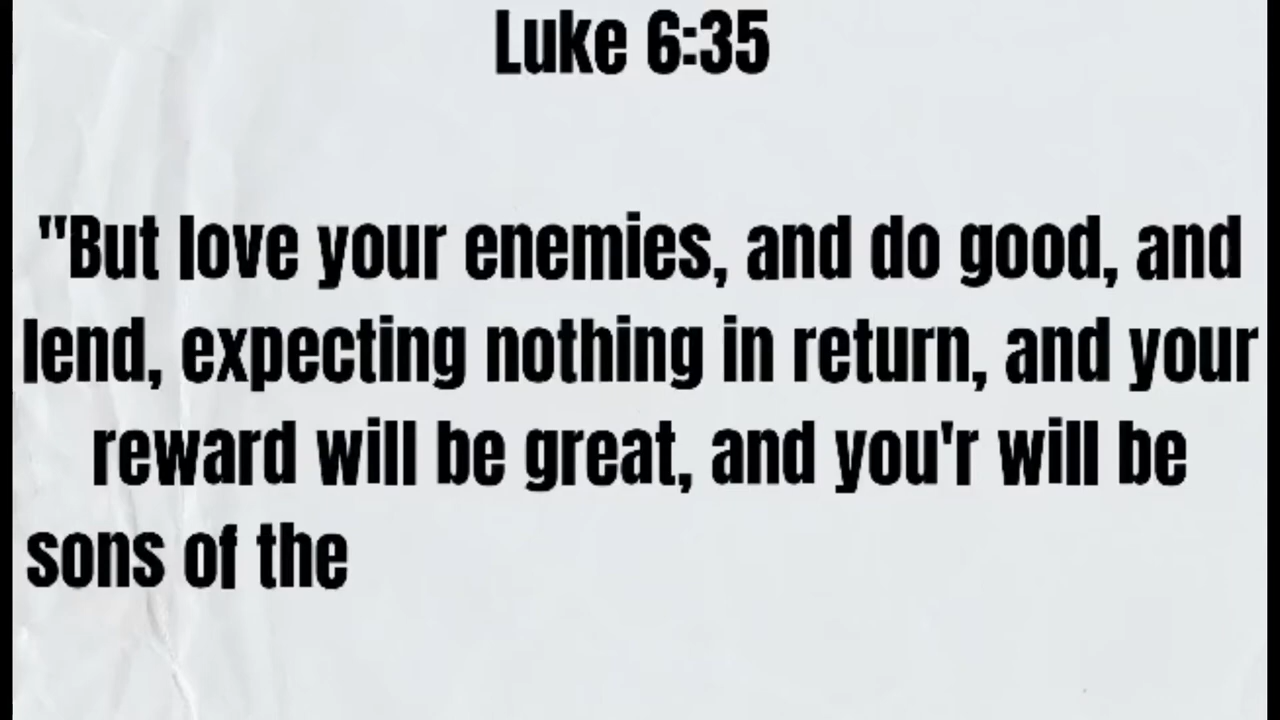 Luke 6:35
"But love your enemies, and do good, and
lend, expecting nothing in return, and your
reward will be great, and you'r will be
sons of the